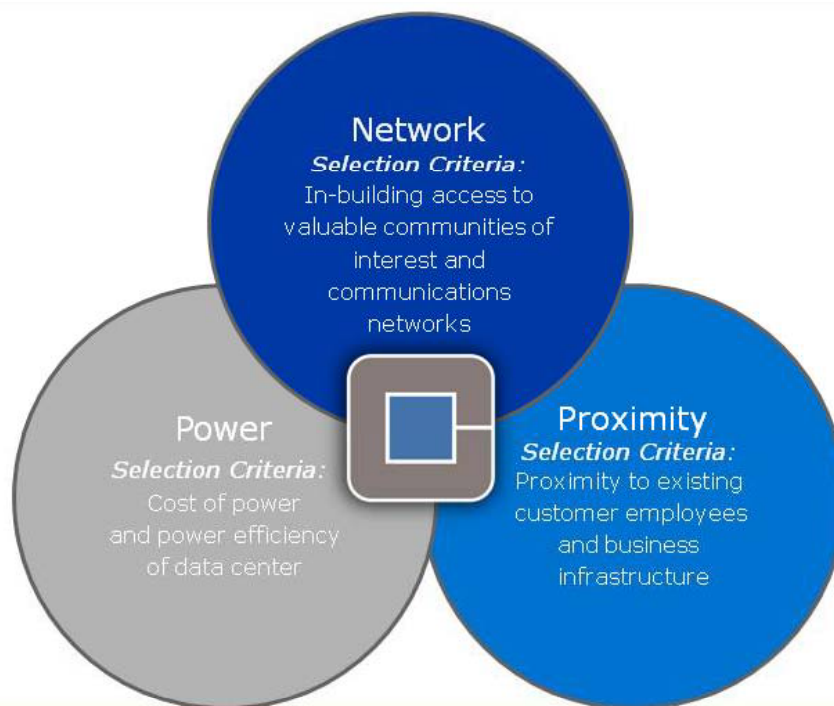 Network
Selection Criteria:
In-building access to
valuable communities of
interest and
communications
networks
Power
Selection Criteria:
Cost of power
and power efficiency
of data center
Proximity
Selection Criteria:
Proximity to existing
customer employees
and business
infrastructure